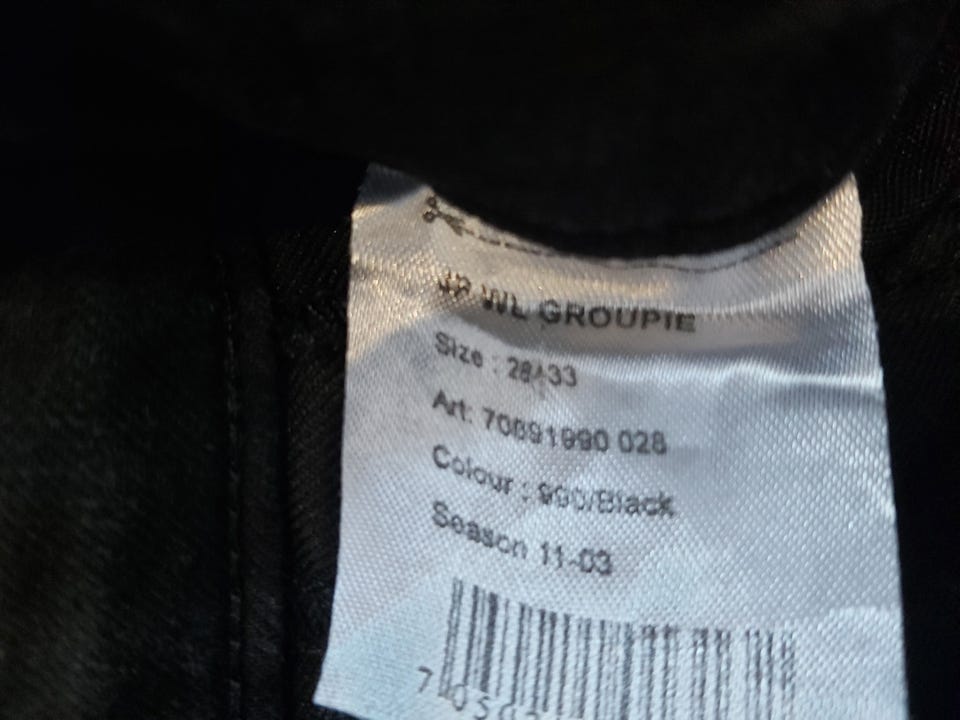 WL GROUPIE
Size : 28/33
Art: 70691990 028
Colour : 990/Black
Season 11-03